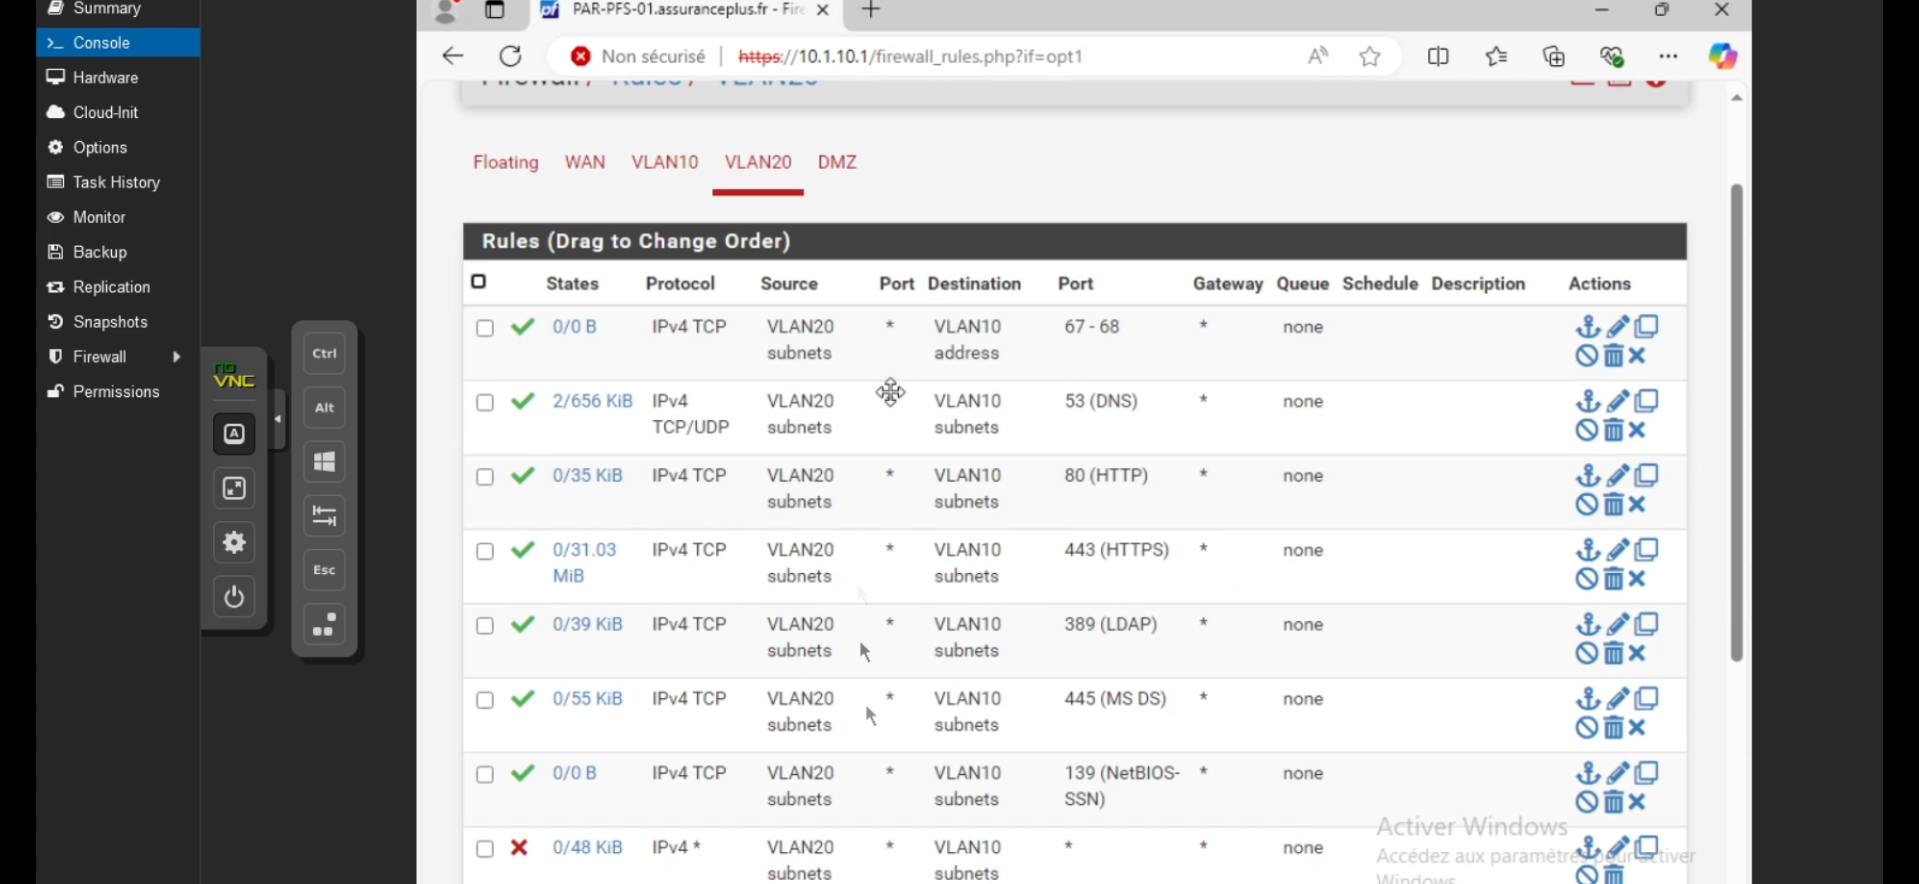 Summary
Console
Hardware
Cloud-Init
Options
Task History
Monitor
Backup
Replication
Snapshots
Firewall
Permissions
no
VNC
A
Ctrl
Alt
Esc
PAR-PFS-01.assuranceplus.fr - Fire
Non sécurisé | https://10.1.10.1/firewall_rules.php?if=opt1
Firewall / Rules / VLAN20
Floating WAN VLAN10 VLAN20 DMZ
Rules (Drag to Change Order)
States Protocol Source Port Destination Port Gateway Queue Schedule Description Actions
0/0 B IPv4 TCP VLAN20 * VLAN10 67 - 68 * none
subnets address
2/656 KiB IPv4 VLAN20 VLAN10 53 (DNS) * none
TCP/UDP subnets subnets
0/35 KiB IPv4 TCP VLAN20 * VLAN10 80 (HTTP) * none
subnets subnets
0/31.03 IPv4 TCP VLAN20 * VLAN10 443 (HTTPS) * none
MiB subnets subnets
0/39 KiB IPv4 TCP VLAN20 * VLAN10 389 (LDAP) * none
subnets subnets
0/55 KiB IPv4 TCP VLAN20 * VLAN10 445 (MS DS) * none
subnets subnets
0/0 B IPv4 TCP VLAN20 * VLAN10 139 (NetBIOS- * none
subnets subnets SSN)
0/48 KiB IPv4 * VLAN20 * VLAN10 * * none
subnets subnets
Activer Windows
Accédez aux paramètres pour activer
Windows